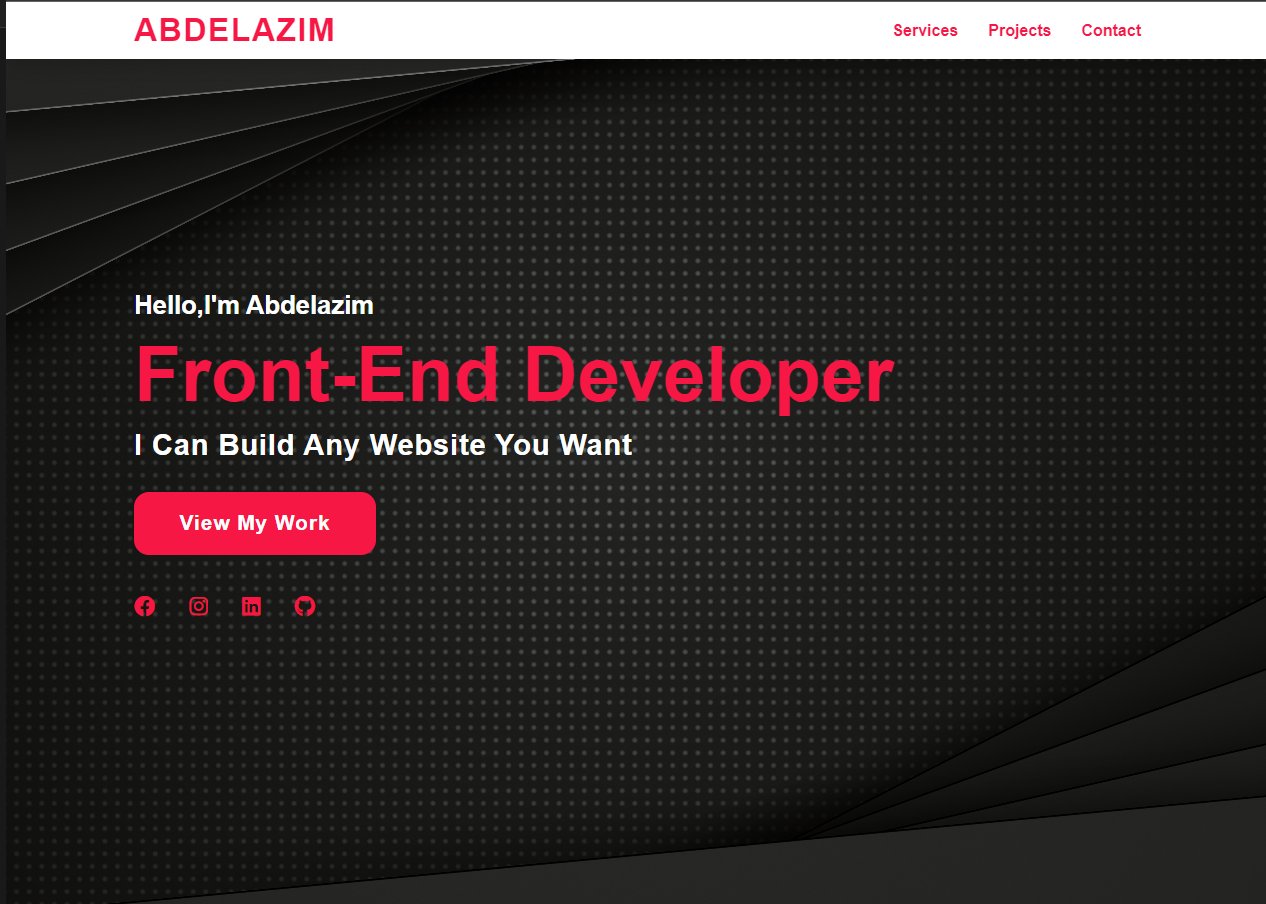 ABDELAZIM
Services Projects Contact
Hello,I'm Abdelazim
Front-End Developer
I Can Build Any Website You Want
View My Work